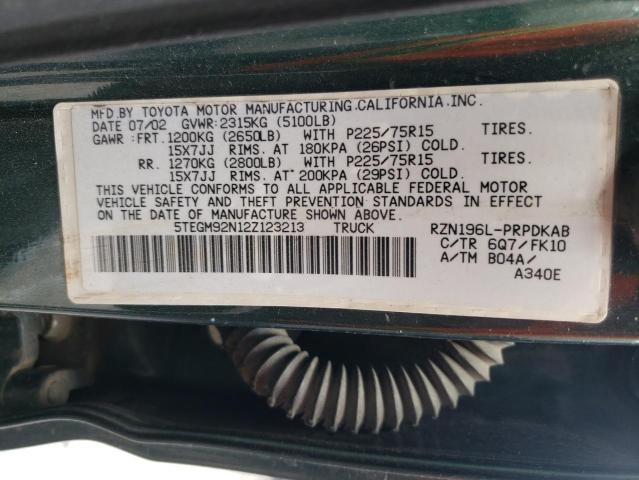 MFD.BY TOYOTA MOTOR MANUFACTURING.CALIFORNIA.INC.
DATE 07/02 GVWR:2315KG (5100LB)
GAWR :FRT.1200KG (2650LB) WITH P225/75R15 TIRES.
15X7JJ RIMS. AT 180KPA (26PSI) COLD.
RR. 1270KG (2800LB) WITH P225/75R15 TIRES.
15X7JJ RIMS. AT 200KPA (29PSI) COLD.
THIS VEHICLE CONFORMS TO ALL APPLICABLE FEDERAL MOTOR
VEHICLE SAFETY AND THEFT PREVENTION STANDARDS IN EFFECT
ON THE DATE OF MANUFACTURE SHOWN ABOVE.
5TEGM92N12Z123213 TRUCK RZN196L-PRPDKAB
C/TR 6Q7/FK10
A/TM B04A/
A340E